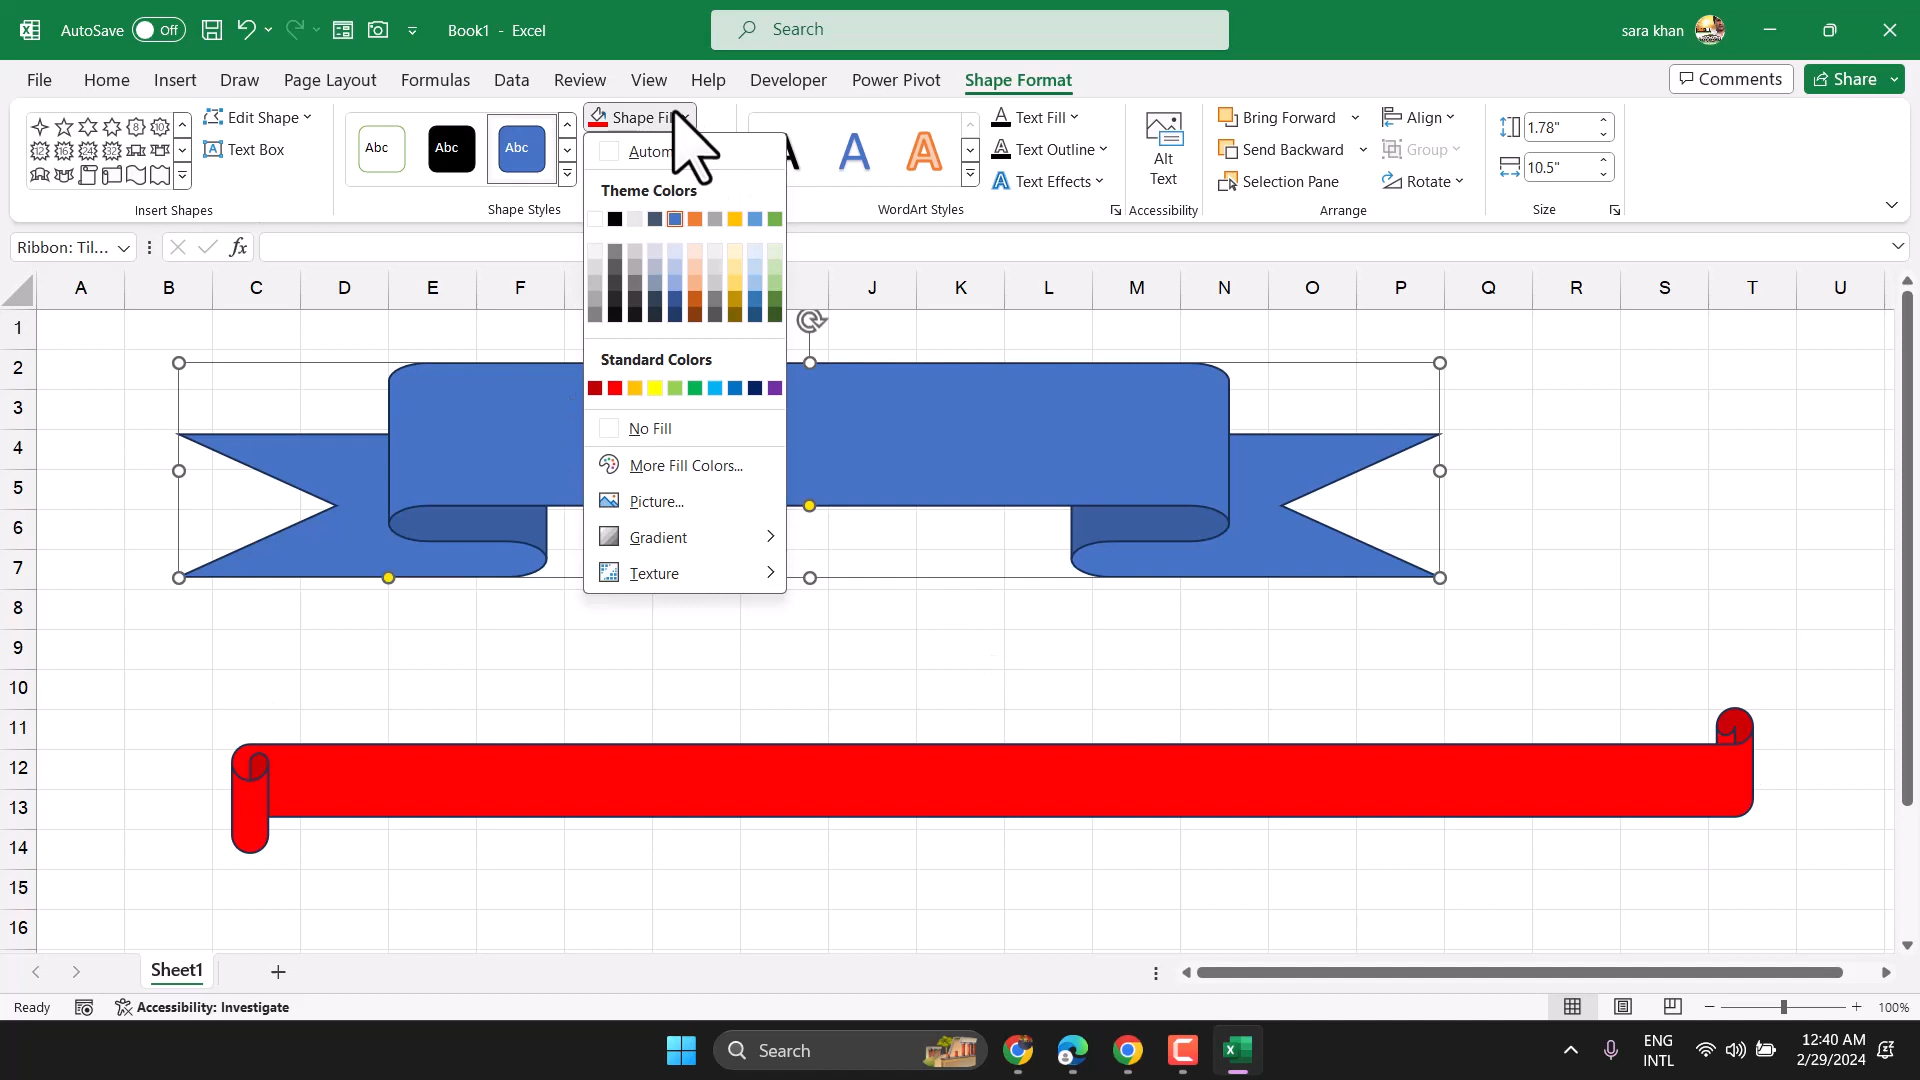 AutoSave Off Book1 - Excel Search sara khan
File Home Insert Draw Page Layout Formulas Data Review View Help Developer Power Pivot Shape Format Comments Share
Edit Shape
Text Box
Insert Shapes
Abc Abc Abc
Shape Styles
Shape Fi
A A
WordArt Styles
Text Fill
Text Outline
Text Effects
Alt
Text
Accessibility
Bring Forward
Send Backward
Selection Pane
Align
Group
Rotate
Arrange
1.78"
10.5"
Size
Autom
Theme Colors
Standard Colors
No Fill
More Fill Colors...
Picture...
Gradient
Texture
Ribbon: Til... fx
A B C D E F J K L M N O P Q R S T U
1
2
3
4
5
6
7
8
9
10
11
12
13
14
15
16
Sheet1
Ready Accessibility: Investigate 100%
Search
ENG
INTL
12:40 AM
2/29/2024